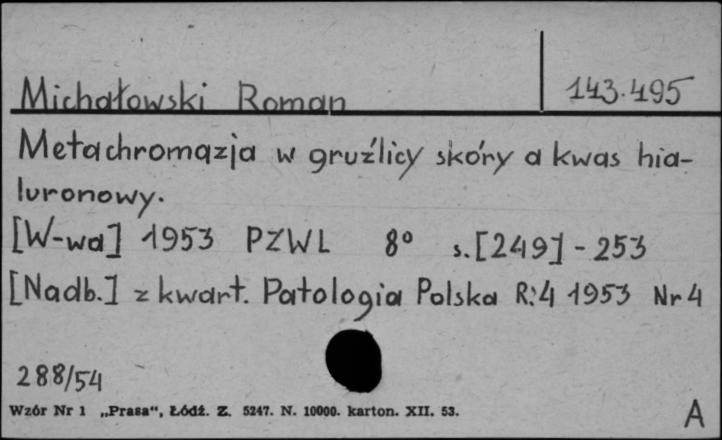 Michałowski Roman 143.495
Metachromazja w gruźlicy skóry a kwas hia-
luronowy.
[W-wa] 1953 PZWL 8° s.[249]-253
[Nadb.] z kwart. Patologia Polska R:4 1953 Nr 4
288/54
Wzór Nr 1 „Prasa“, Łódź. Z. 5247. N. 10000. karton. XII. 53.
A